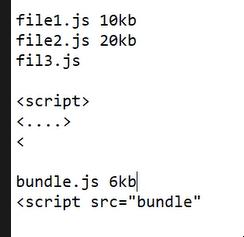 file1.js 10kb
file2.js 20kb
fil3.js
<script>
<....>
<
bundle.js 6kb
<script src="bundle"